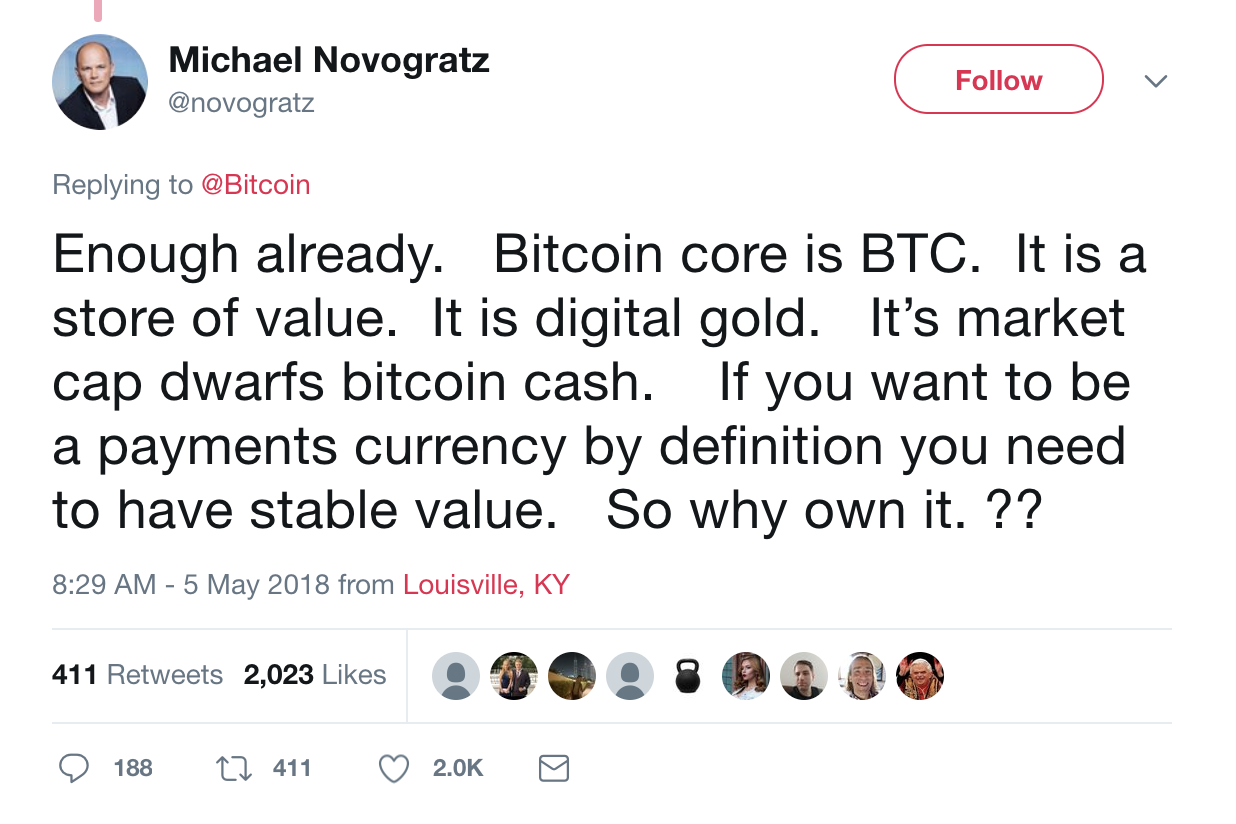 Michael Novogratz
@novogratz
Follow
Replying to @Bitcoin
Enough already.   Bitcoin core is BTC.  It is a
store of value.  It is digital gold.   It’s market
cap dwarfs bitcoin cash.    If you want to be
a payments currency by definition you need
to have stable value.   So why own it. ??
8:29 AM - 5 May 2018 from Louisville, KY
411 Retweets 2,023 Likes
188 411 2.0K